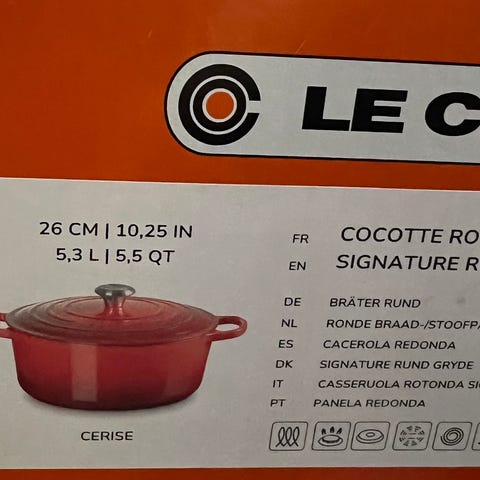 LE C
26 CM | 10,25 IN
5,3 L | 5,5 QT
CERISE
FR COCOTTE RO
EN SIGNATURE R
DE BRÄTER RUND
NL RONDE BRAAD-/STOOFPA
ES CACEROLA REDONDA
DK SIGNATURE RUND GRYDE
IT CASSERUOLA ROTONDA SI
PT PANELA REDONDA